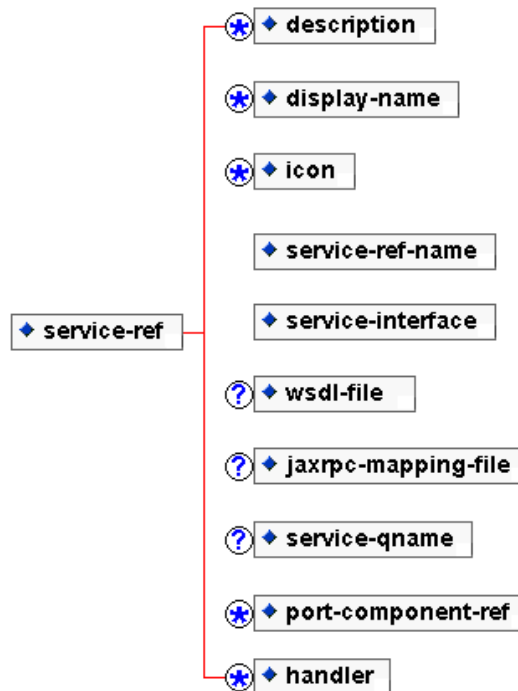 * description
* display-name
* icon
service-ref-name
service-interface
service-ref
? wsdl-file
? jaxrpc-mapping-file
? service-qname
* port-component-ref
* handler